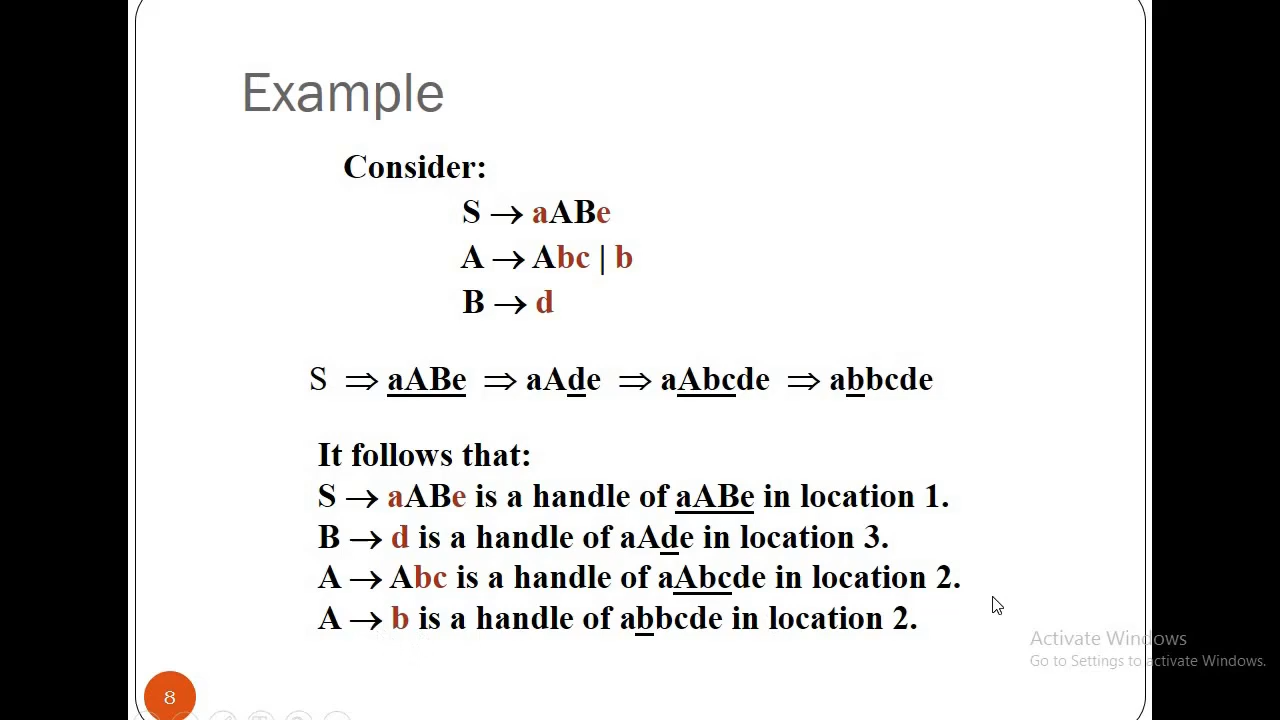 Example
Consider:
S → aABe
A → Abc | b
B → d
S ⇒ aABe ⇒ aAde ⇒ aAbcde ⇒ abbcde
It follows that:
S → aABe is a handle of aABe in location 1.
B → d is a handle of aAde in location 3.
A → Abc is a handle of aAbcde in location 2.
A → b is a handle of abbcde in location 2.
Activate Windows
Go to Settings to activate Windows.
8